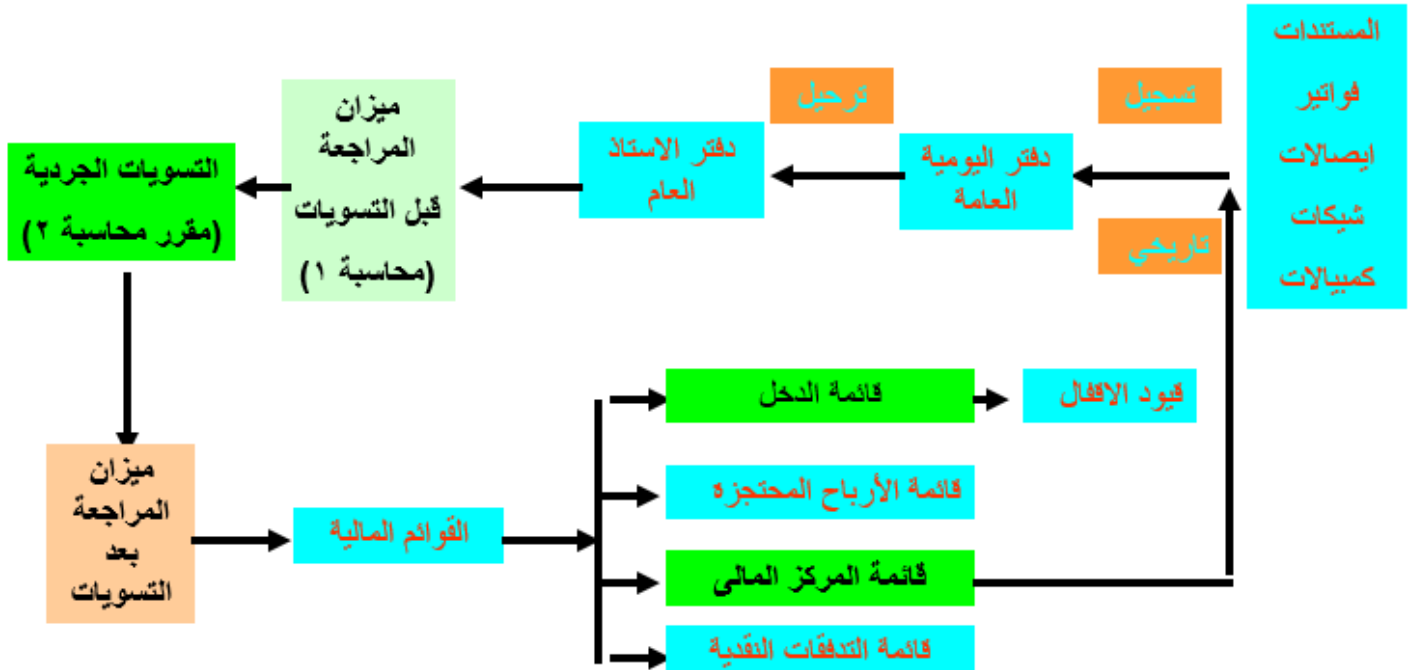 المستندات
فواتير
ايصالات
شيكات
كمبيالات
تسجيل
تاريخي
دفتر اليومية
العامة
ترحيل
دفتر الاستاذ
العام
ميزان
المراجعة
قبل التسويات
(محاسبة ١)
التسويات الجردية
(مقرر محاسبة ٢)
ميزان
المراجعة
بعد
التسويات
القوائم المالية
قائمة الدخل
قيود الاقفال
قائمة الأرباح المحتجزه
قائمة المركز المالى
قائمة التدفقات النقدية